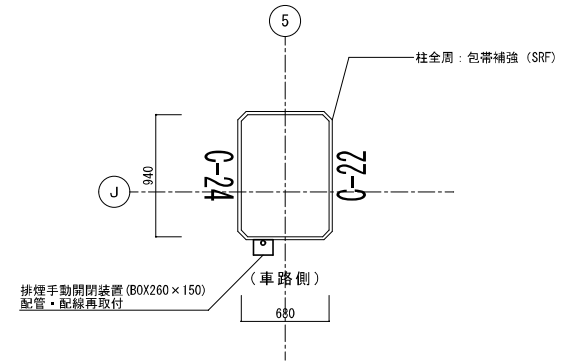 5
柱全周：包帯補強（SRF）
940
C-24
22-C
J
（車路側）
排煙手動開閉装置(BOX260×150)
配管・配線再取付
680